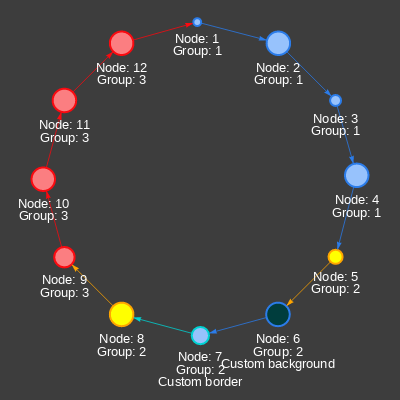 Node: 1
Group: 1
Node: 2
Group: 1
Node: 3
Group: 1
Node: 4
Group: 1
Node: 5
Group: 2
Node: 6
Group: 2
Custom background
Node: 7
Group: 2
Custom border
Node: 8
Group: 2
Node: 9
Group: 3
Node: 10
Group: 3
Node: 11
Group: 3
Node: 12
Group: 3